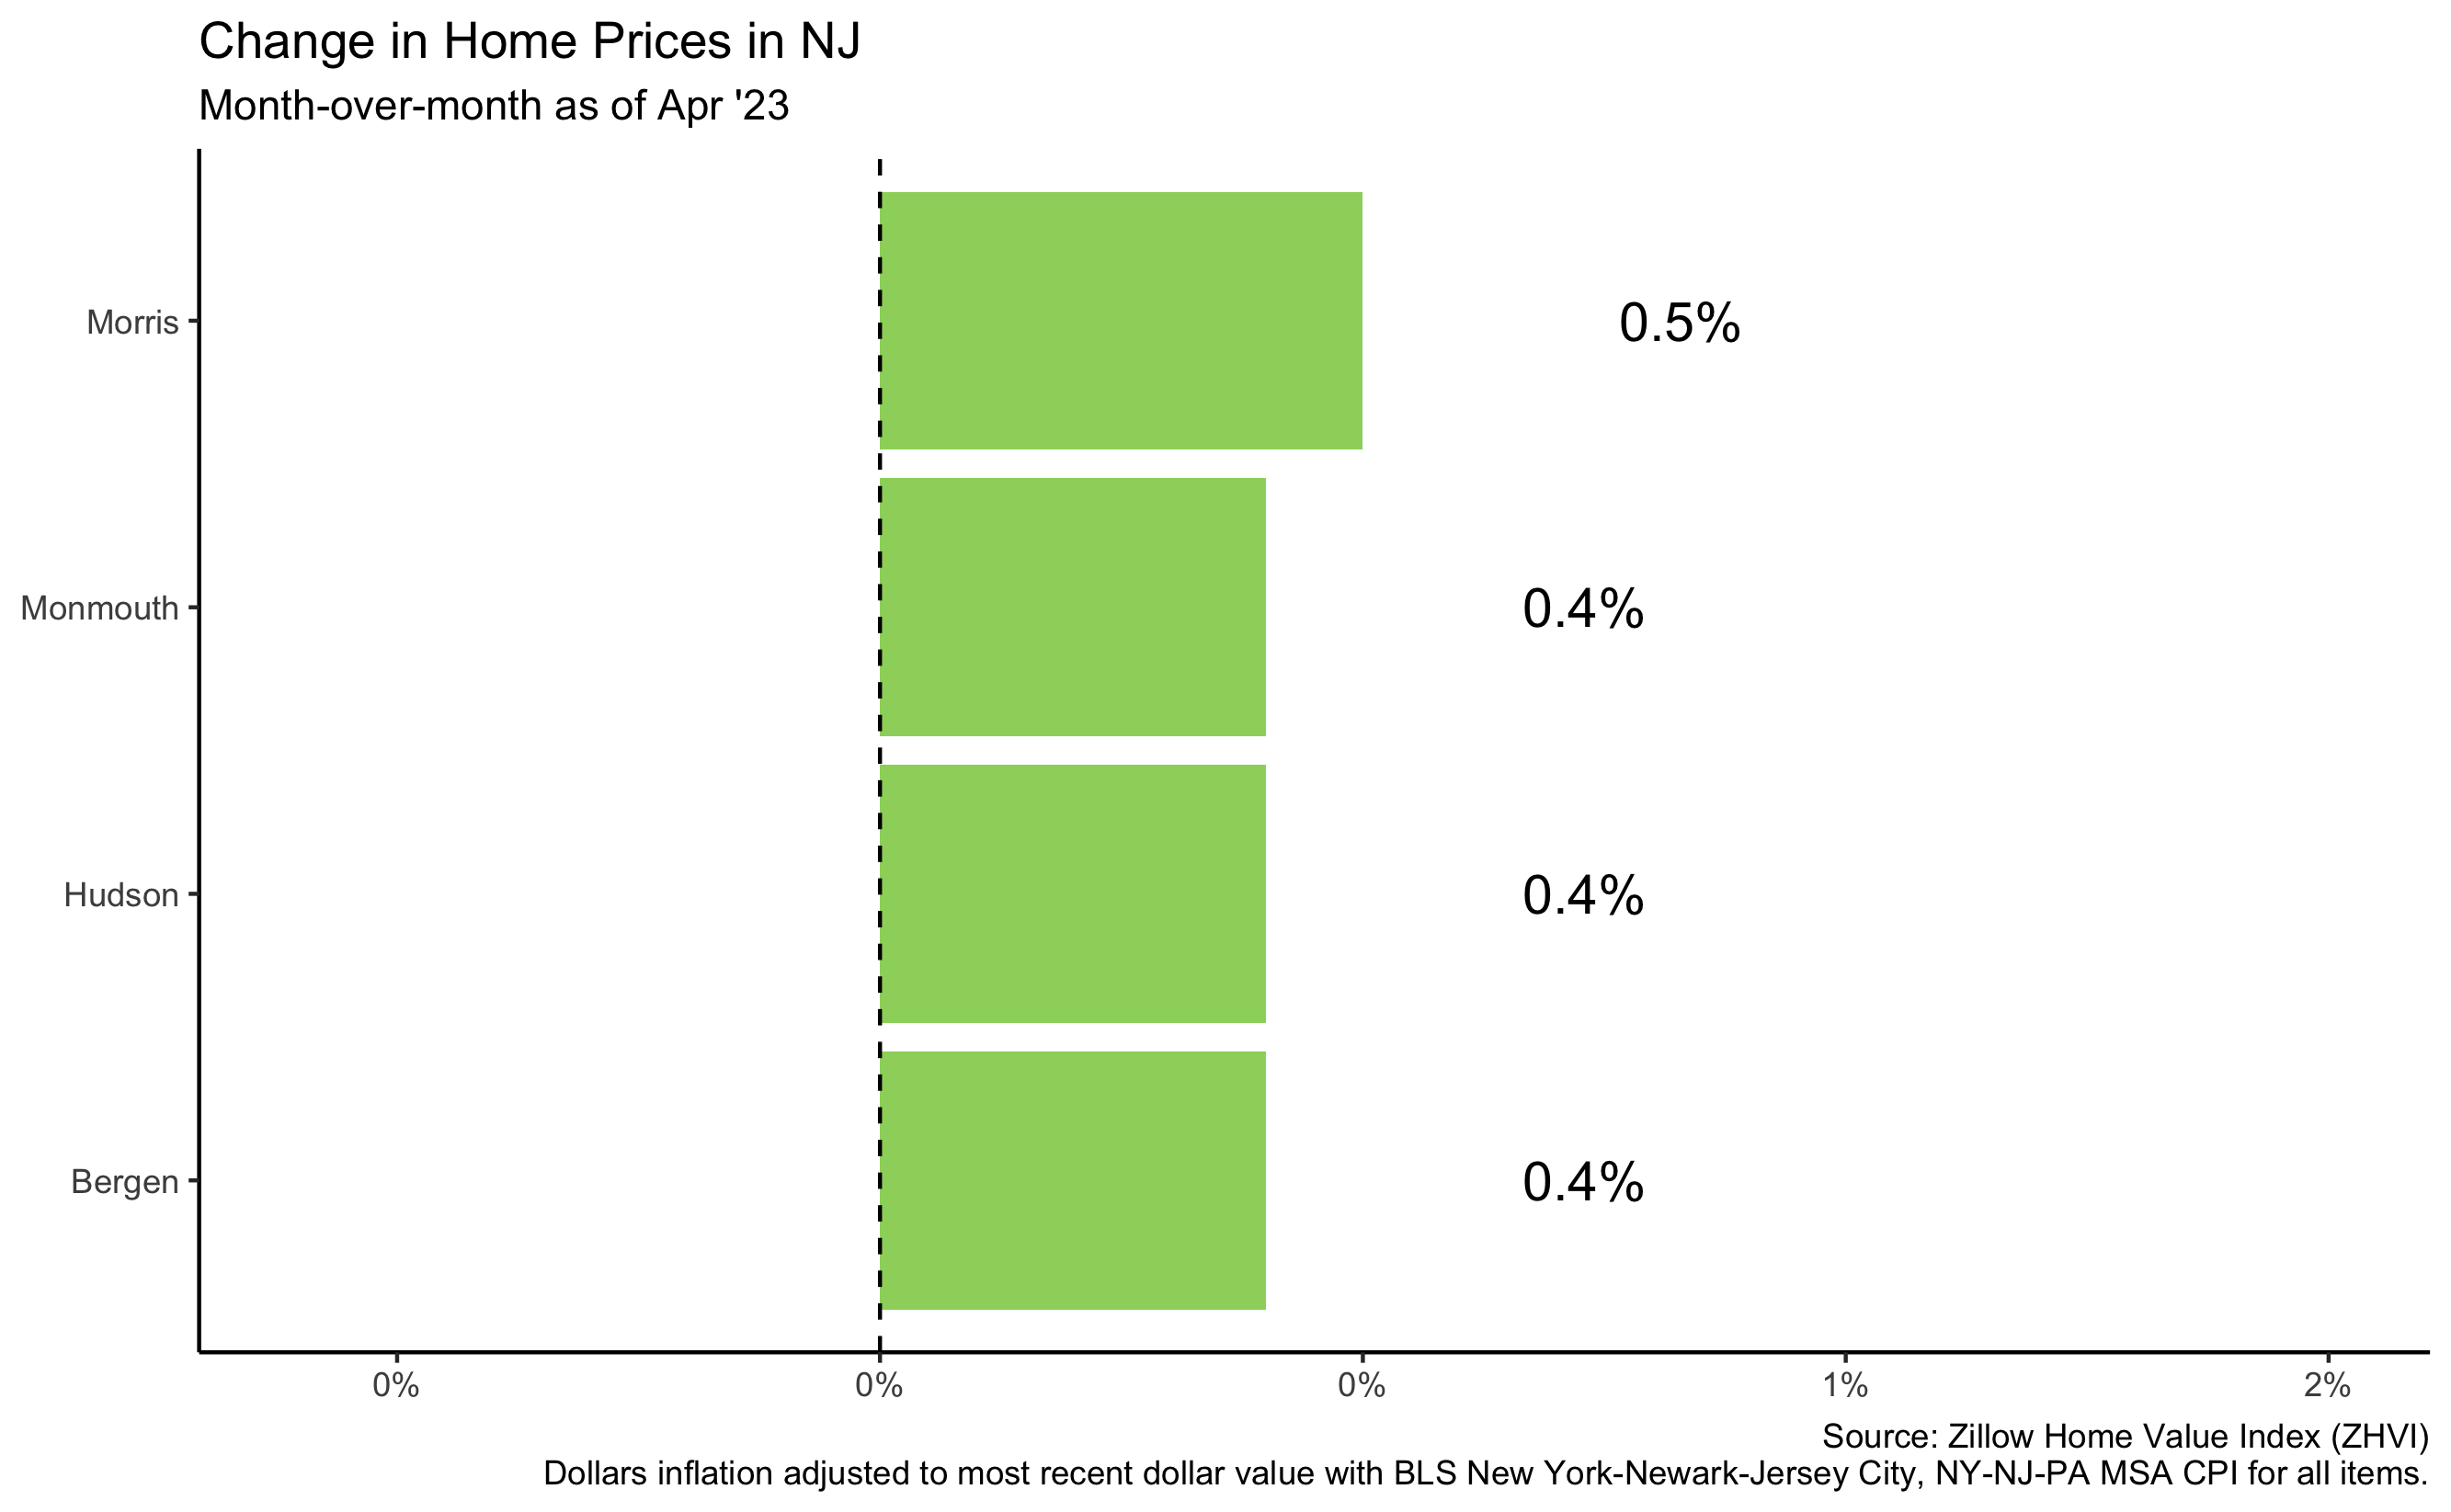 Change in Home Prices in NJ
Month-over-month as of Apr '23
Morris
0.5%
Monmouth
0.4%
Hudson
0.4%
Bergen
0.4%
0% 0% 0% 1% 2%
Source: Zillow Home Value Index (ZHVI)
Dollars inflation adjusted to most recent dollar value with BLS New York-Newark-Jersey City, NY-NJ-PA MSA CPI for all items.